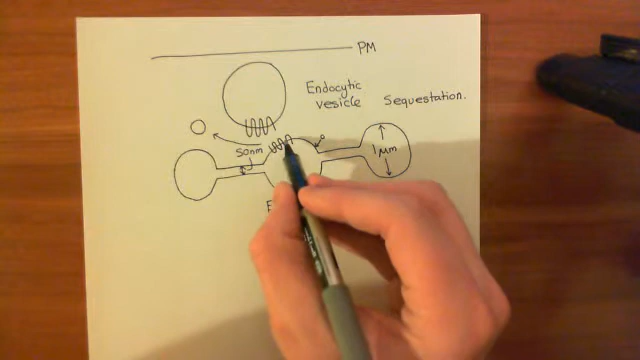 PM
Endocytic
vesicle
Sequestation.
50nm
1μm